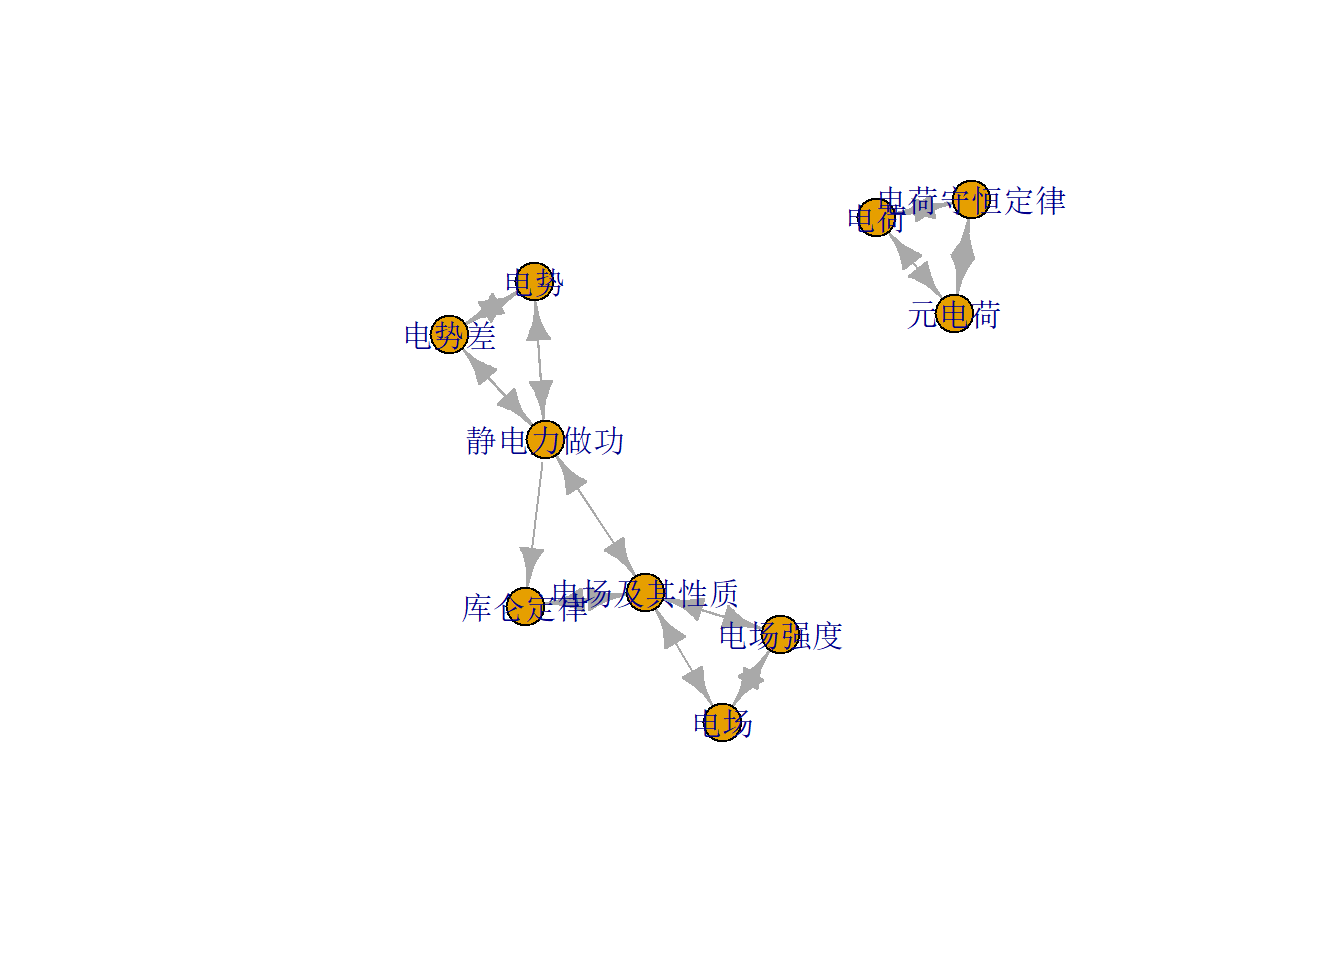 电荷守恒定律
电荷
电势
元电荷
电势差
静电力做功
电场及其性质
库仑定律
电场强度
电场